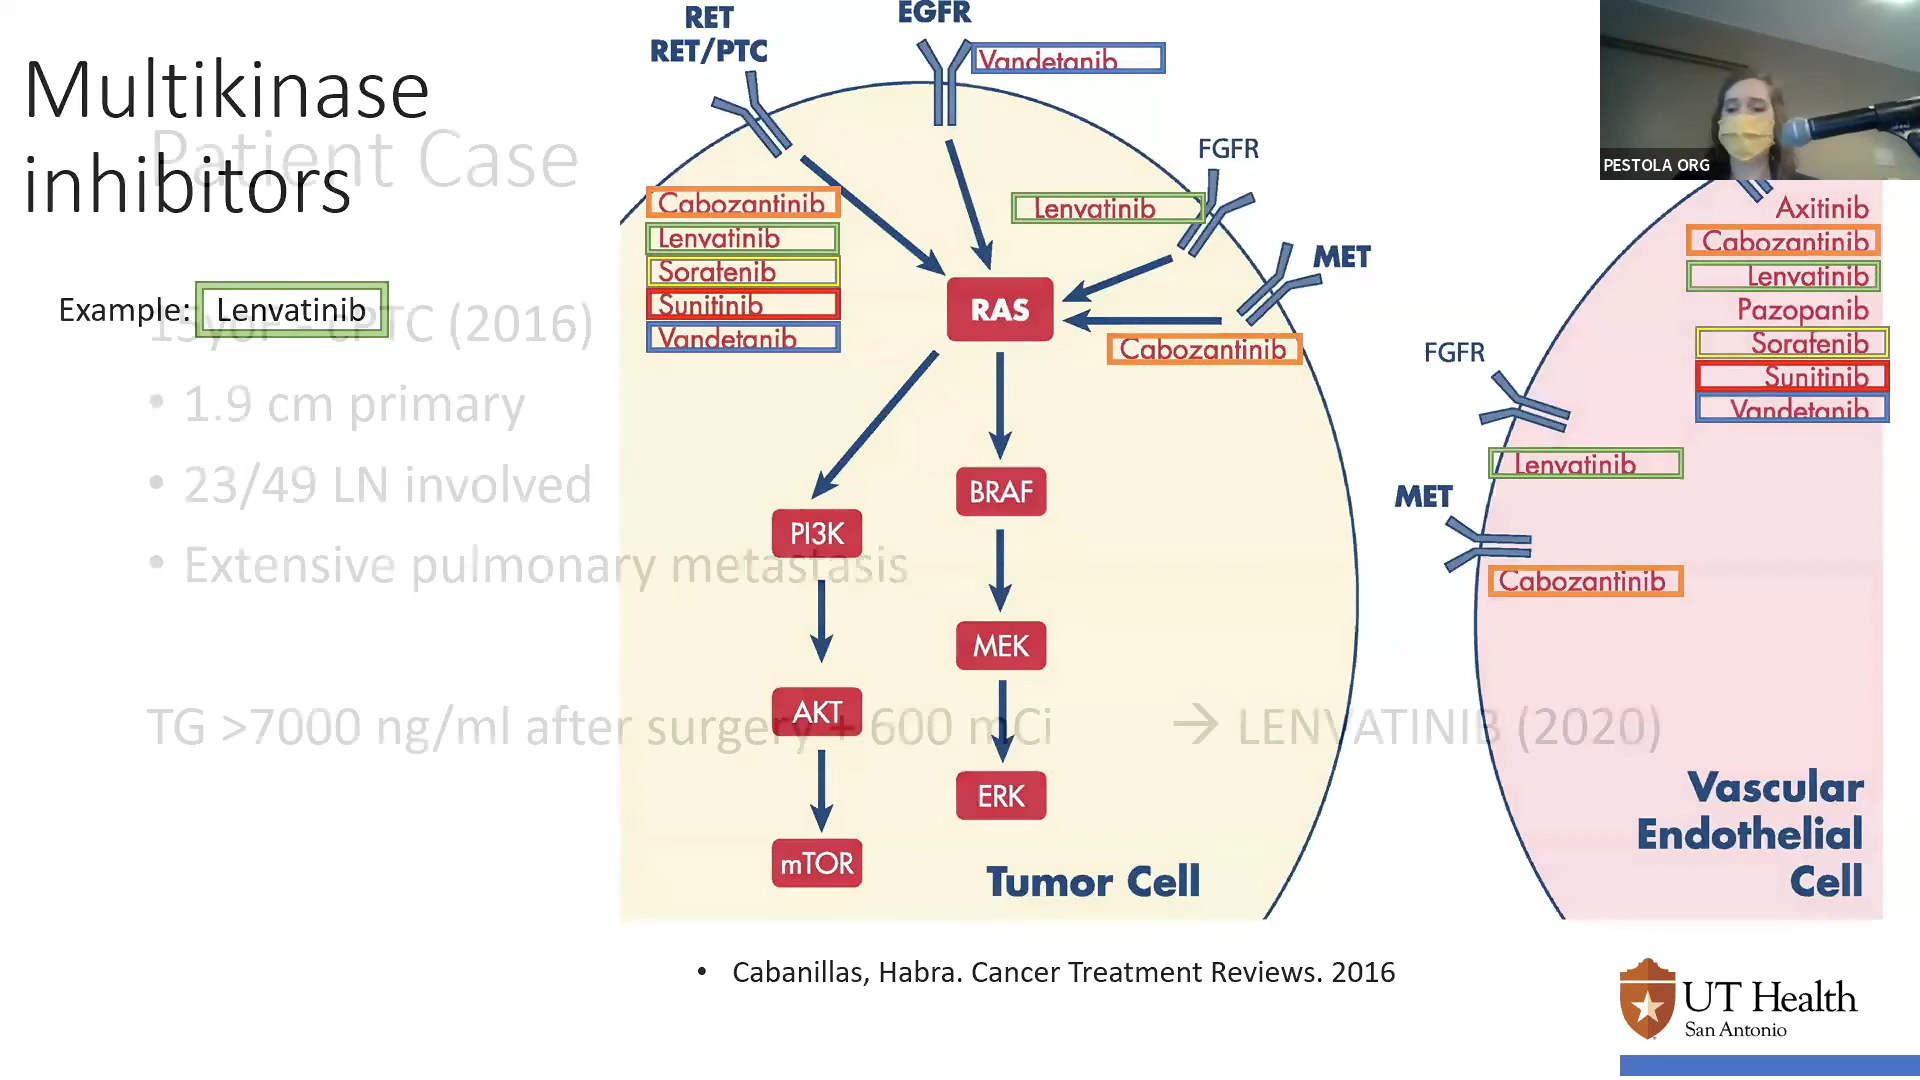 Multikinase
inhibitors
Patient Case
Example: Lenvatinib
15yoF - cPTC (2016)
• 1.9 cm primary
• 23/49 LN involved
• Extensive pulmonary metastasis
TG >7000 ng/ml after surgery + 600 mCi → LENVATINIB (2020)
RET
RET/PTC
EGFR
Vandetanib
FGFR
Lenvatinib
MET
Cabozantinib
Cabozantinib
Lenvatinib
Sorafenib
Sunitinib
Vandetanib
RAS
PI3K
AKT
mTOR
BRAF
MEK
ERK
Tumor Cell
Axitinib
Cabozantinib
Lenvatinib
Pazopanib
Sorafenib
Sunitinib
Vandetanib
FGFR
Lenvatinib
MET
Cabozantinib
Vascular
Endothelial
Cell
PESTOLA ORG
• Cabanillas, Habra. Cancer Treatment Reviews. 2016
UT Health
San Antonio